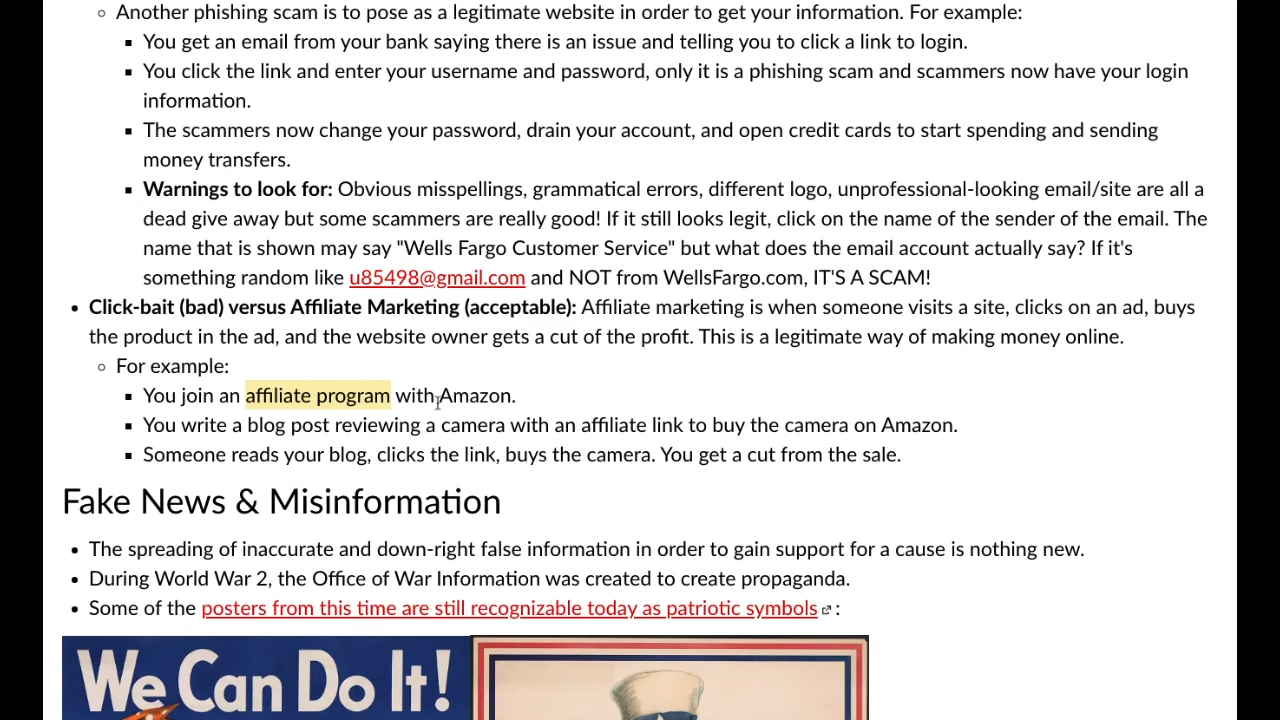 Another phishing scam is to pose as a legitimate website in order to get your information. For example:
You get an email from your bank saying there is an issue and telling you to click a link to login.
You click the link and enter your username and password, only it is a phishing scam and scammers now have your login
information.
The scammers now change your password, drain your account, and open credit cards to start spending and sending
money transfers.
Warnings to look for: Obvious misspellings, grammatical errors, different logo, unprofessional-looking email/site are all a
dead give away but some scammers are really good! If it still looks legit, click on the name of the sender of the email. The
name that is shown may say "Wells Fargo Customer Service" but what does the email account actually say? If it's
something random like u85498@gmail.com and NOT from WellsFargo.com, IT'S A SCAM!
Click-bait (bad) versus Affiliate Marketing (acceptable): Affiliate marketing is when someone visits a site, clicks on an ad, buys
the product in the ad, and the website owner gets a cut of the profit. This is a legitimate way of making money online.
For example:
You join an affiliate program with Amazon.
You write a blog post reviewing a camera with an affiliate link to buy the camera on Amazon.
Someone reads your blog, clicks the link, buys the camera. You get a cut from the sale.
Fake News & Misinformation
The spreading of inaccurate and down-right false information in order to gain support for a cause is nothing new.
During World War 2, the Office of War Information was created to create propaganda.
Some of the posters from this time are still recognizable today as patriotic symbols :
We Can Do It!